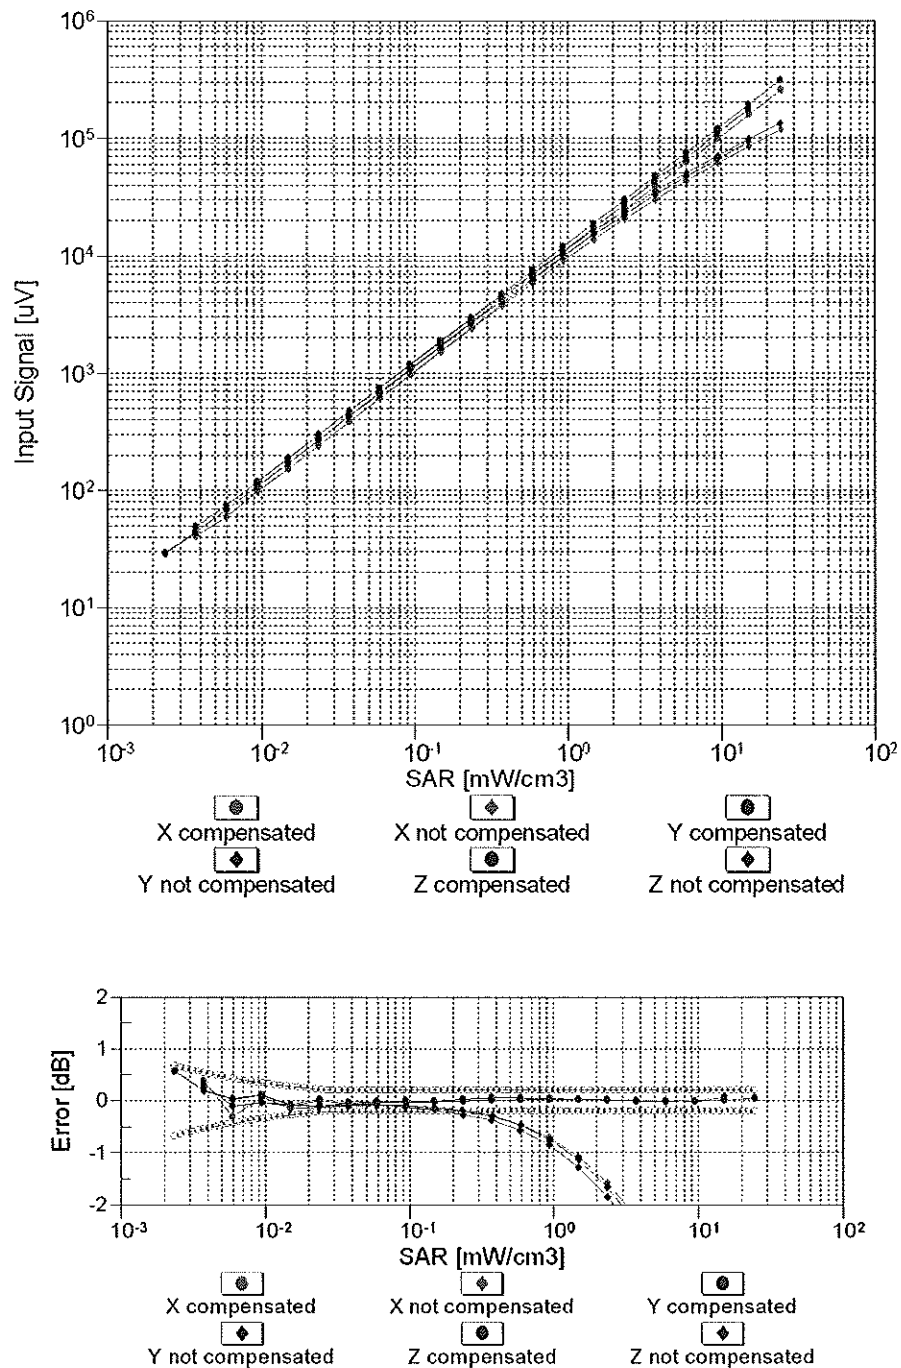 10⁶
10⁵
10⁴
10³
10²
10¹
10⁰
Input Signal [uV]
10⁻³ 10⁻² 10⁻¹ 10⁰ 10¹ 10²
SAR [mW/cm3]
X compensated X not compensated Y compensated
Y not compensated Z compensated Z not compensated
2
1
0
-1
-2
Error [dB]
10⁻³ 10⁻² 10⁻¹ 10⁰ 10¹ 10²
SAR [mW/cm3]
X compensated X not compensated Y compensated
Y not compensated Z compensated Z not compensated